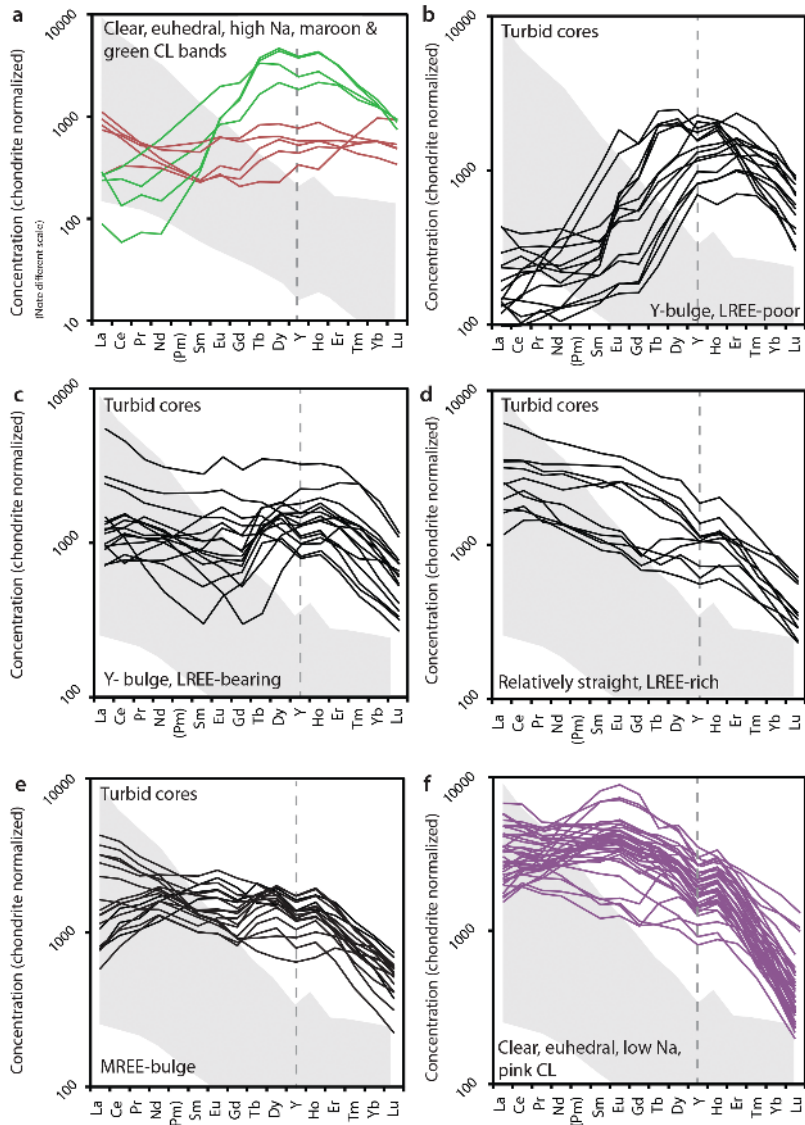 a
Clear, euhedral, high Na, maroon &
green CL bands
Concentration (chondrite normalized)
(Note different scale)
10000
1000
100
10
La
Ce
Pr
Nd
(Pm)
Sm
Eu
Gd
Tb
Dy
Y
Ho
Er
Tm
Yb
Lu
b
Turbid cores
Concentration (chondrite normalized)
10000
1000
100
La
Ce
Pr
Nd
(Pm)
Sm
Eu
Gd
Tb
Dy
Y
Ho
Er
Tm
Yb
Lu
Y-bulge, LREE-poor
c
Turbid cores
Concentration (chondrite normalized)
10000
1000
100
La
Ce
Pr
Nd
(Pm)
Sm
Eu
Gd
Tb
Dy
Y
Ho
Er
Tm
Yb
Lu
Y- bulge, LREE-bearing
d
Turbid cores
Concentration (chondrite normalized)
10000
1000
100
La
Ce
Pr
Nd
(Pm)
Sm
Eu
Gd
Tb
Dy
Y
Ho
Er
Tm
Yb
Lu
Relatively straight, LREE-rich
e
Turbid cores
Concentration (chondrite normalized)
10000
1000
100
La
Ce
Pr
Nd
(Pm)
Sm
Eu
Gd
Tb
Dy
Y
Ho
Er
Tm
Yb
Lu
MREE-bulge
f
Concentration (chondrite normalized)
10000
1000
100
La
Ce
Pr
Nd
(Pm)
Sm
Eu
Gd
Tb
Dy
Y
Ho
Er
Tm
Yb
Lu
Clear, euhedral, low Na,
pink CL